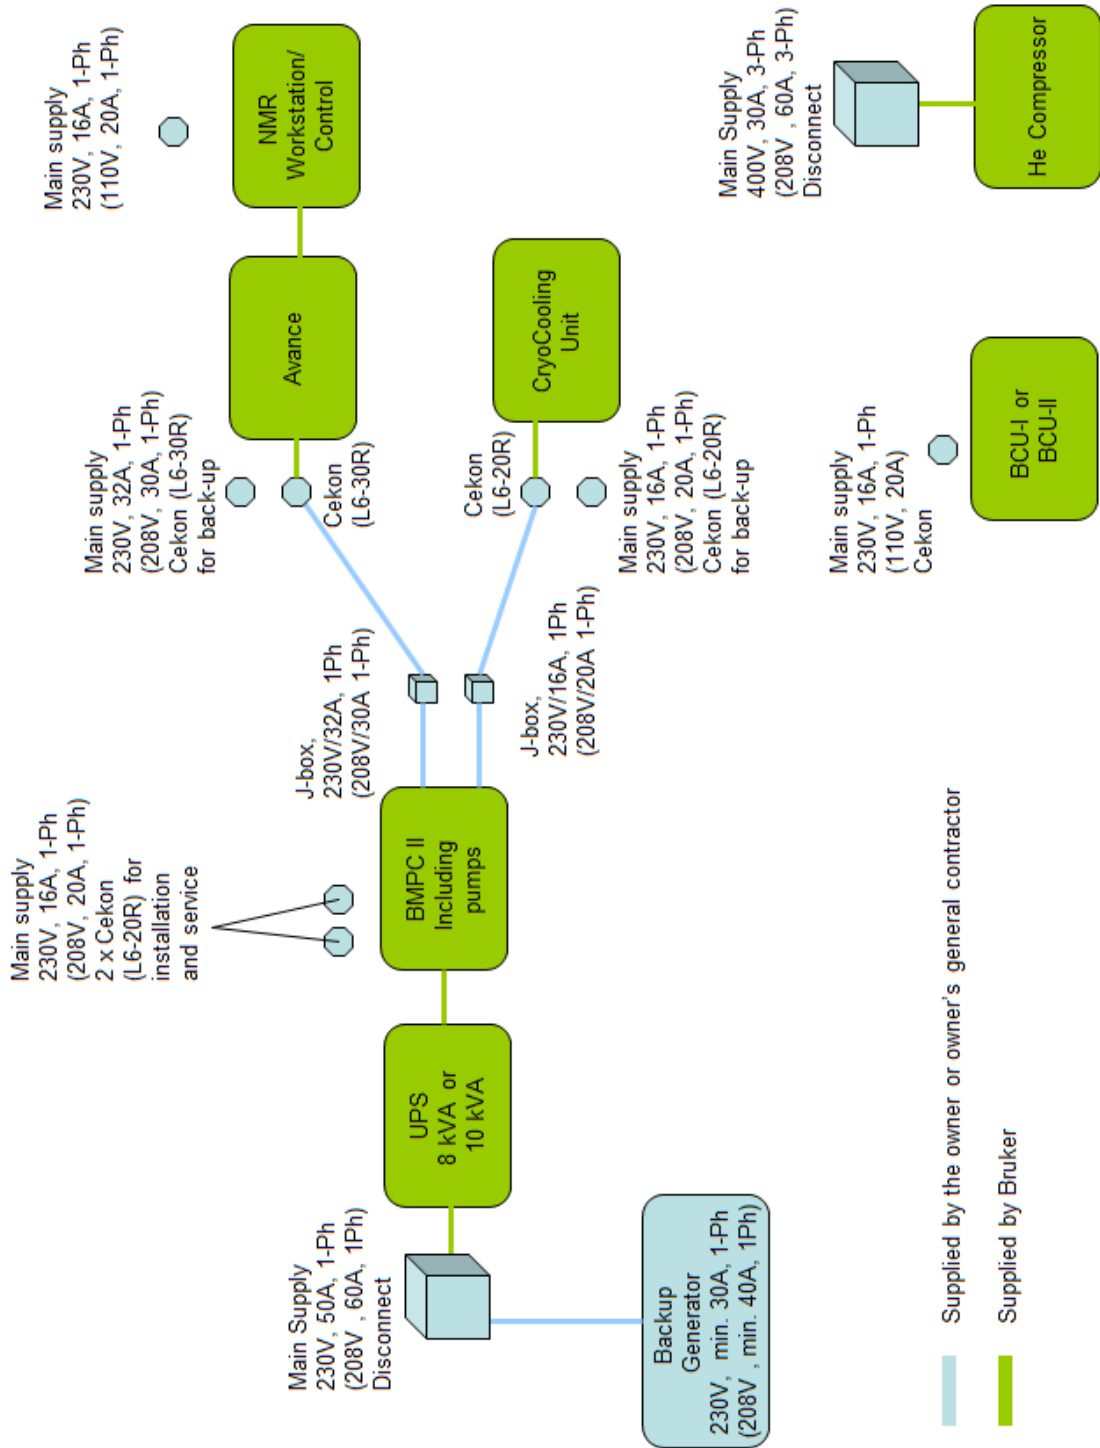 Main Supply
230V, 50A, 1-Ph
(208V , 60A, 1Ph)
Disconnect
Backup
Generator
230V,  min. 30A, 1-Ph
(208V , min. 40A, 1Ph)
UPS
8 kVA  or
10 kVA
Main supply
230V, 16A, 1-Ph
(208V, 20A, 1-Ph)
2 x Cekon
(L6-20R) for
installation
and service
BMPC II
Including
pumps
J-box,
230V/32A, 1Ph
(208V/30A 1-Ph)
J-box,
230V/16A, 1Ph
(208V/20A 1-Ph)
Main supply
230V, 32A, 1-Ph
(208V, 30A, 1-Ph)
Cekon (L6-30R)
for back-up
Cekon
(L6-30R)
Avance
Main supply
230V, 16A, 1-Ph
(110V, 20A, 1-Ph)
NMR
Workstation/
Control
Cekon
(L6-20R)
CryoCooling
Unit
Main supply
230V, 16A, 1-Ph
(208V, 20A, 1-Ph)
Cekon (L6-20R)
for back-up
Main supply
230V, 16A, 1-Ph
(110V, 20A)
Cekon
BCU-I or
BCU-II
Main Supply
400V, 30A, 3-Ph
(208V , 60A, 3-Ph)
Disconnect
He Compressor
Supplied by the owner or owner's general contractor
Supplied by Bruker